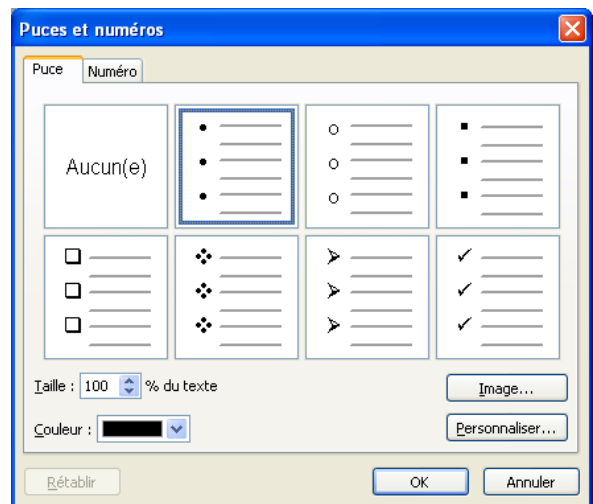 Puces et numéros
Puce Numéro
Aucun(e)
Taille : 100 % du texte
Image...
Couleur :
Personnaliser...
Rétablir OK Annuler